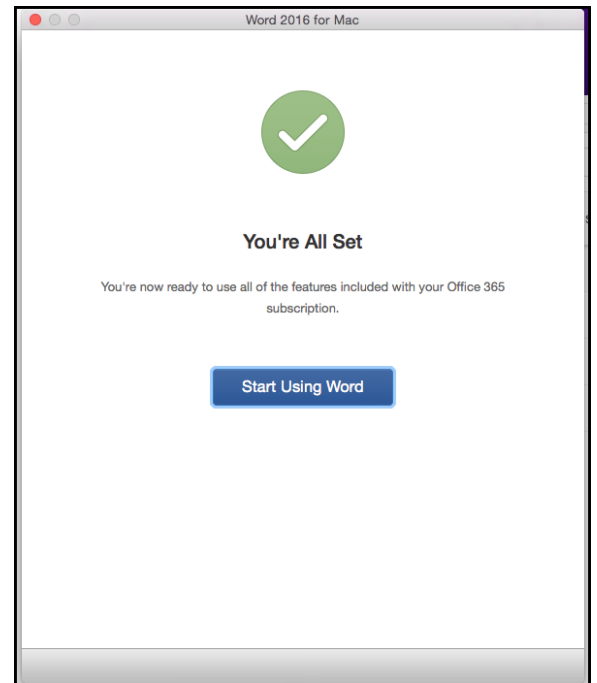 Word 2016 for Mac
You're All Set
You're now ready to use all of the features included with your Office 365
subscription.
Start Using Word